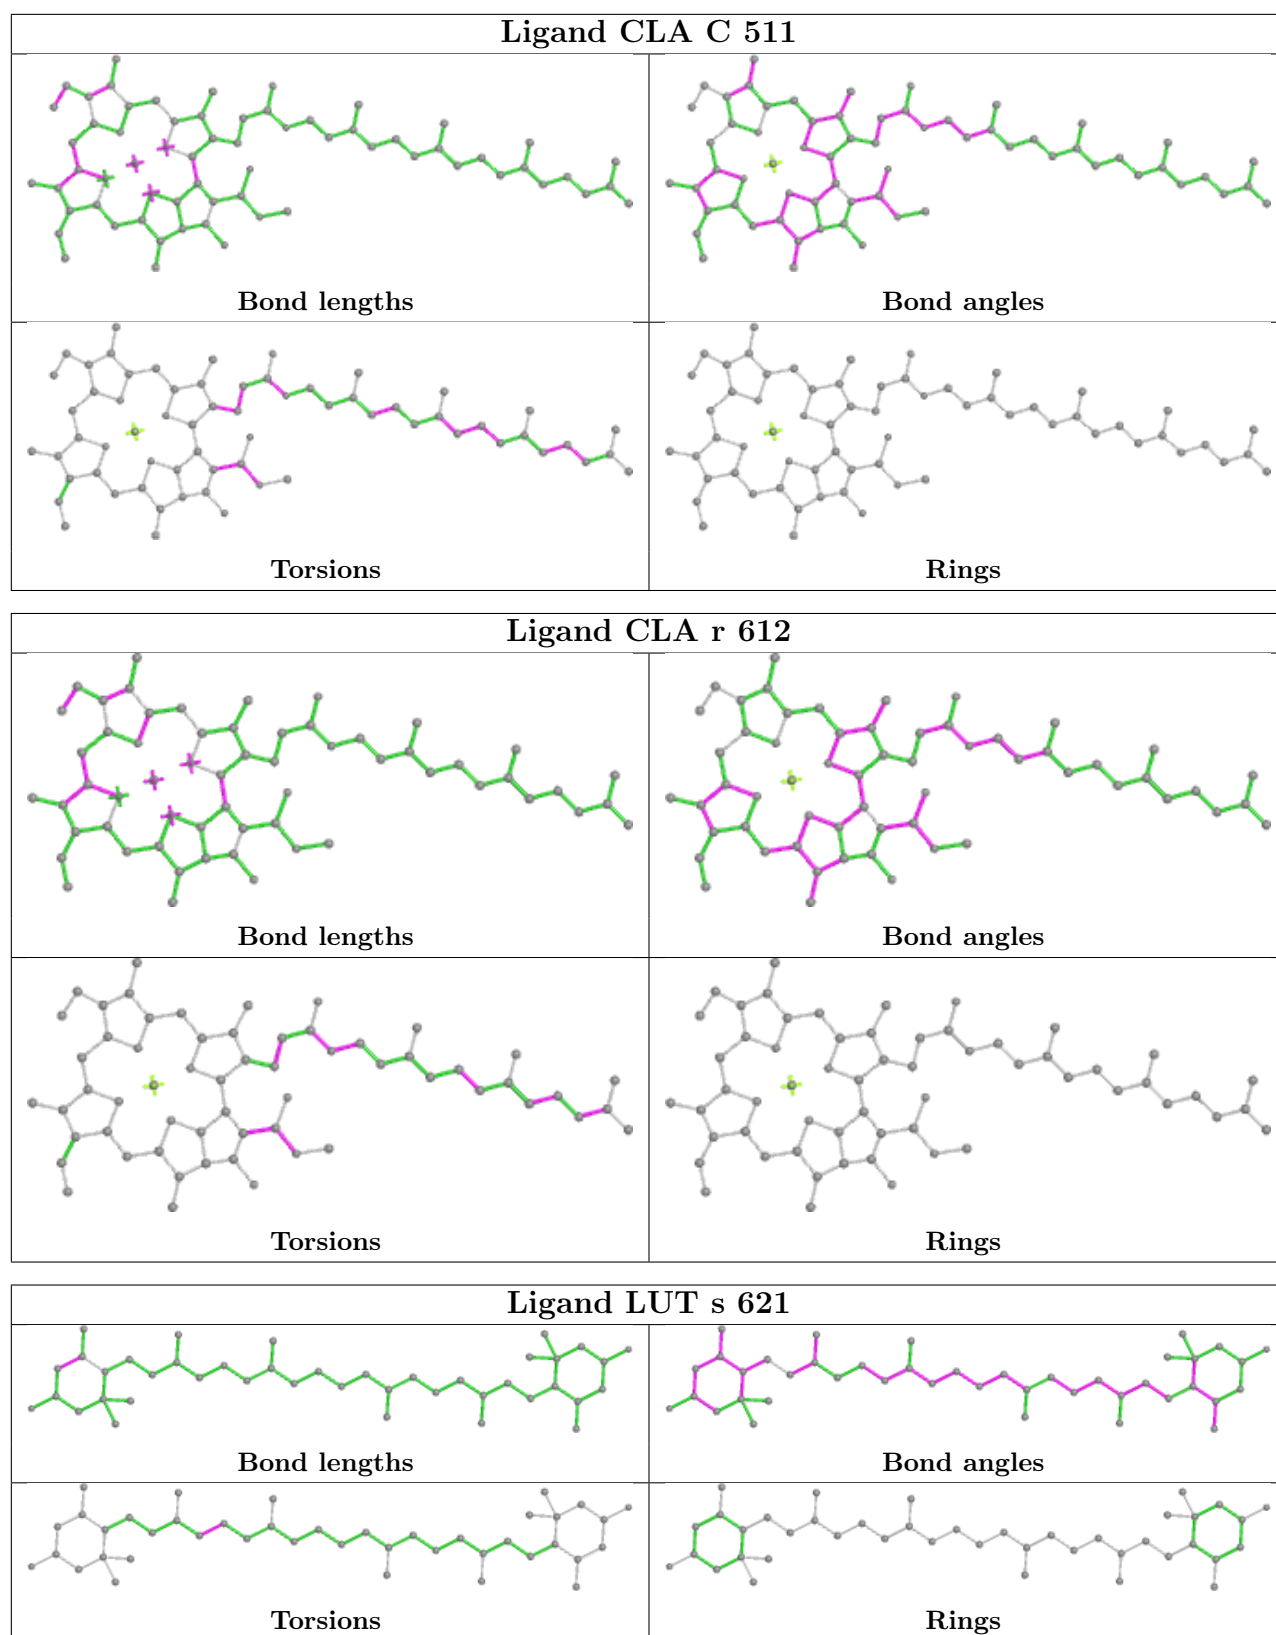 Ligand CLA C 511
Bond lengths
Bond angles
Torsions
Rings
Ligand CLA r 612
Bond lengths
Bond angles
Torsions
Rings
Ligand LUT s 621
Bond lengths
Bond angles
Torsions
Rings